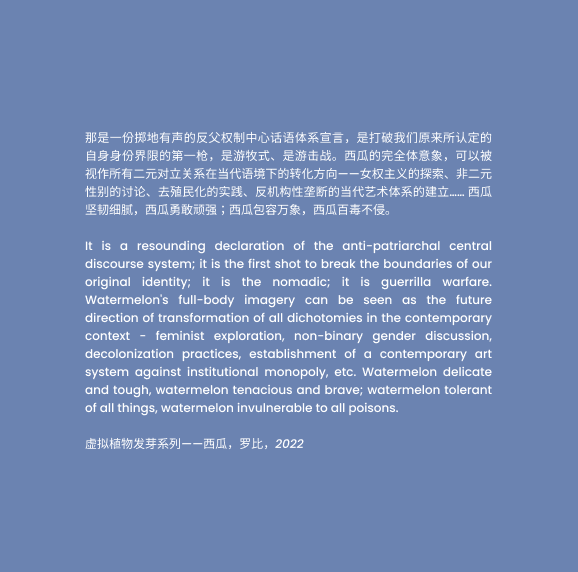 那是一份掷地有声的反父权制中心话语体系宣言，是打破我们原来所认定的
自身身份界限的第一枪，是游牧式、是游击战。西瓜的完全体意象，可以被
视作所有二元对立关系在当代语境下的转化方向——女权主义的探索、非二元
性别的讨论、去殖民化的实践、反机构性垄断的当代艺术体系的建立...... 西瓜
坚韧细腻，西瓜勇敢顽强；西瓜包容万象，西瓜百毒不侵。
It is a resounding declaration of the anti-patriarchal central
discourse system; it is the first shot to break the boundaries of our
original identity; it is the nomadic; it is guerrilla warfare.
Watermelon's full-body imagery can be seen as the future
direction of transformation of all dichotomies in the contemporary
context - feminist exploration, non-binary gender discussion,
decolonization practices, establishment of a contemporary art
system against institutional monopoly, etc. Watermelon delicate
and tough, watermelon tenacious and brave; watermelon tolerant
of all things, watermelon invulnerable to all poisons.
虚拟植物发芽系列——西瓜，罗比，2022